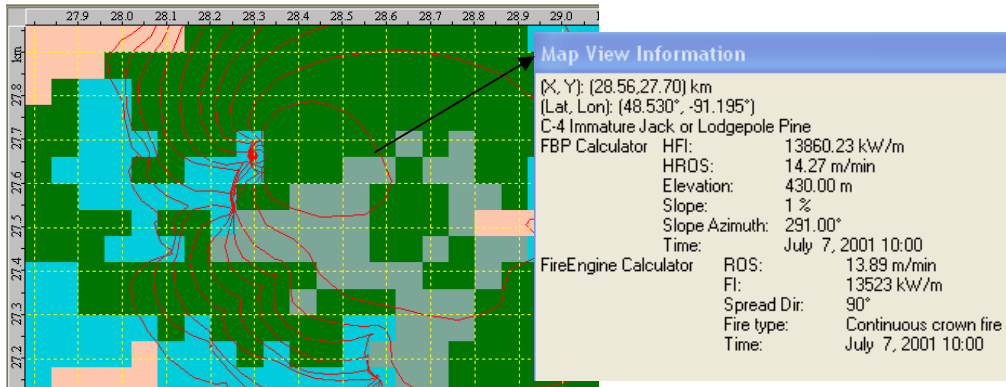 27.9 28.0 28.1 28.2 28.3 28.4 28.5 28.6 28.7 28.8 28.9 29.0
km
27.8
27.7
27.6
27.5
27.4
27.3
27.2
Map View Information
(X, Y): (28.56,27.70) km
(Lat, Lon): (48.530°, -91.195°)
C-4 Immature Jack or Lodgepole Pine
FBP Calculator HFI: 13860.23 kW/m
HROS: 14.27 m/min
Elevation: 430.00 m
Slope: 1 %
Slope Azimuth: 291.00°
Time: July 7, 2001 10:00
FireEngine Calculator ROS: 13.89 m/min
FI: 13523 kW/m
Spread Dir: 90°
Fire type: Continuous crown fire
Time: July 7, 2001 10:00